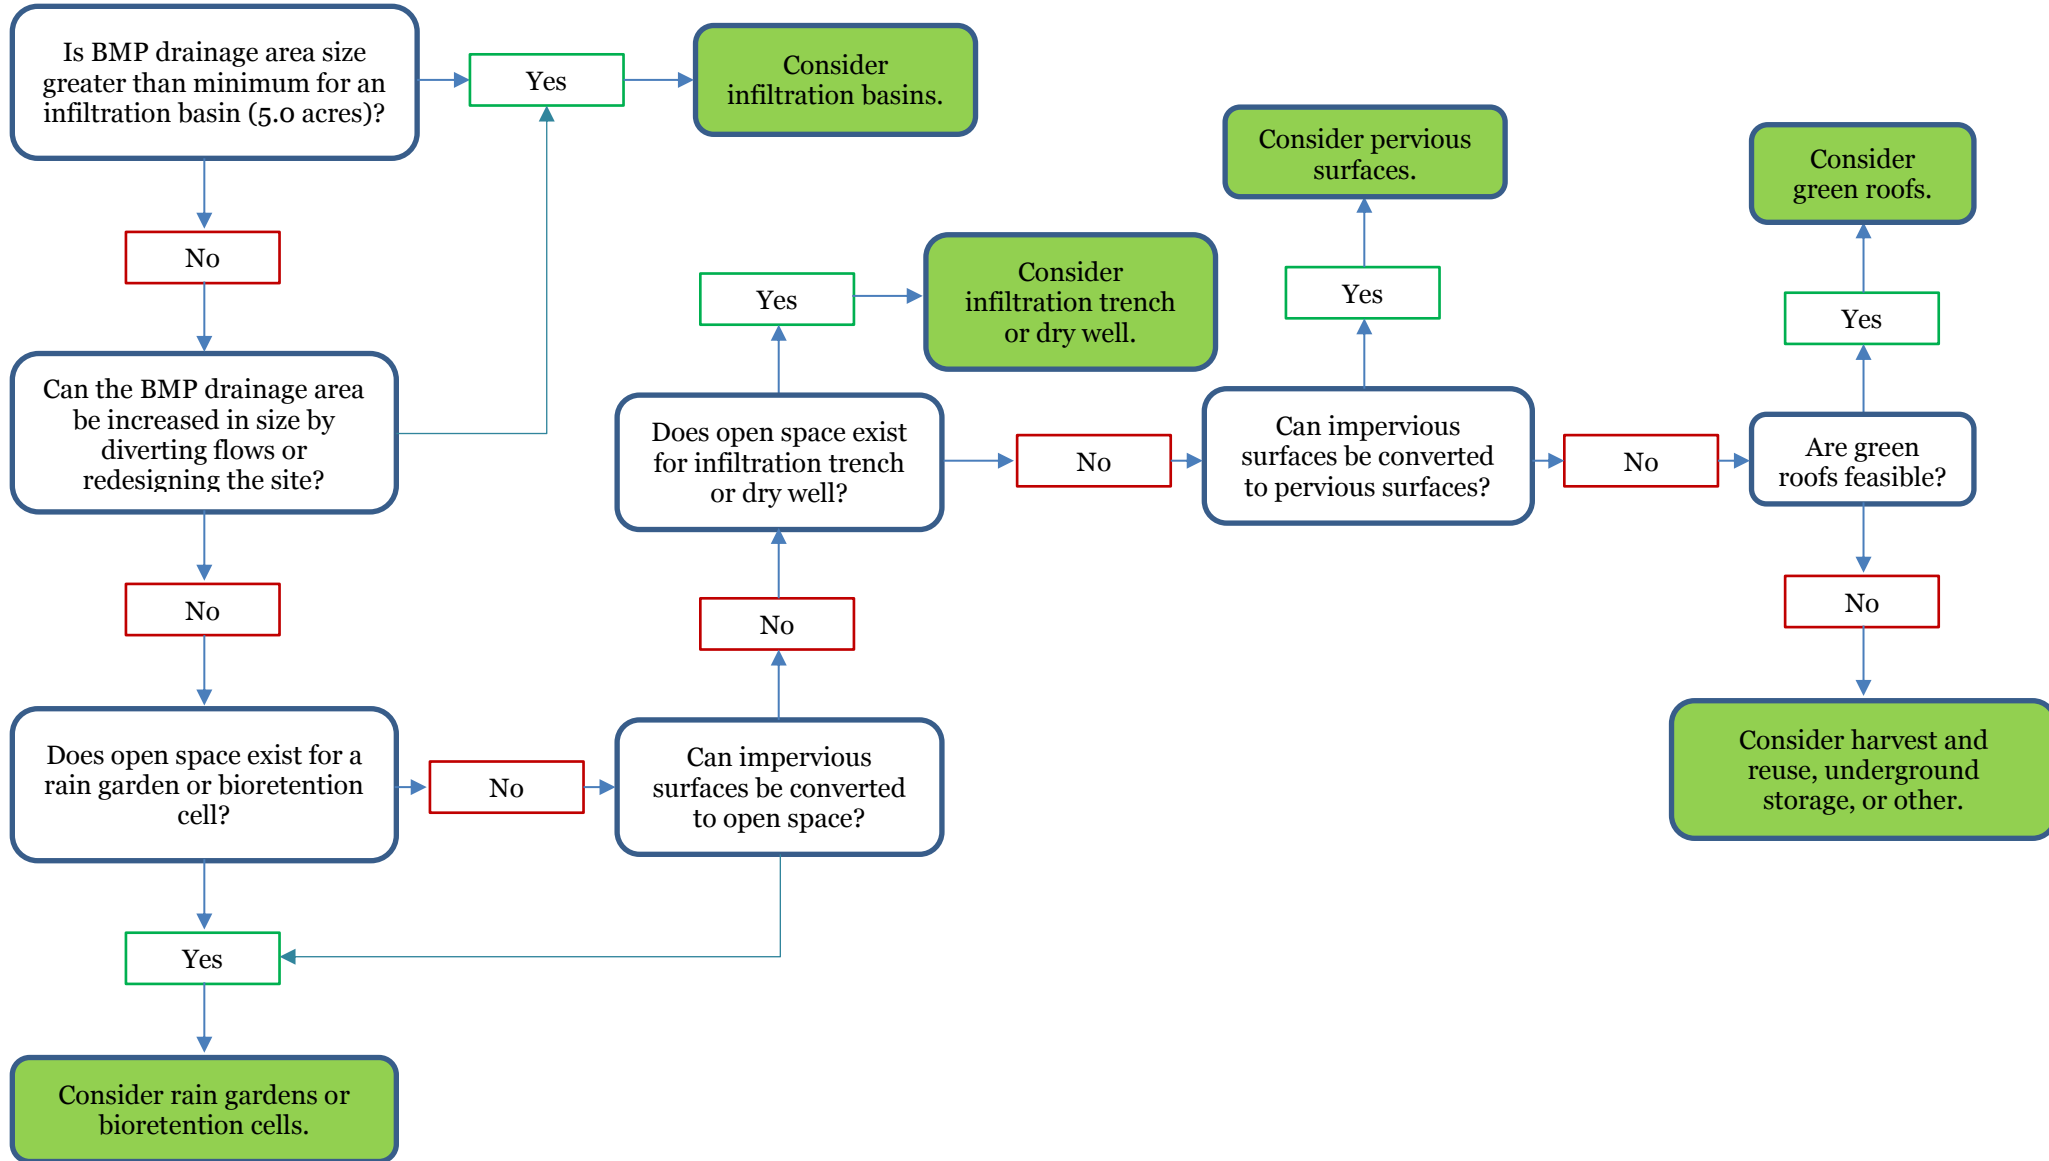 Is BMP drainage area size
greater than minimum for an
infiltration basin (5.0 acres)?
Yes
Consider
infiltration basins.
No
Can the BMP drainage area
be increased in size by
diverting flows or
redesigning the site?
No
Does open space exist for a
rain garden or bioretention
cell?
Yes
Consider rain gardens or
bioretention cells.
No
Can impervious
surfaces be converted
to open space?
No
Does open space exist
for infiltration trench
or dry well?
Yes
Consider
infiltration trench
or dry well.
No
Can impervious
surfaces be converted
to pervious surfaces?
Yes
Consider pervious
surfaces.
No
Are green
roofs feasible?
Yes
Consider
green roofs.
No
Consider harvest and
reuse, underground
storage, or other.